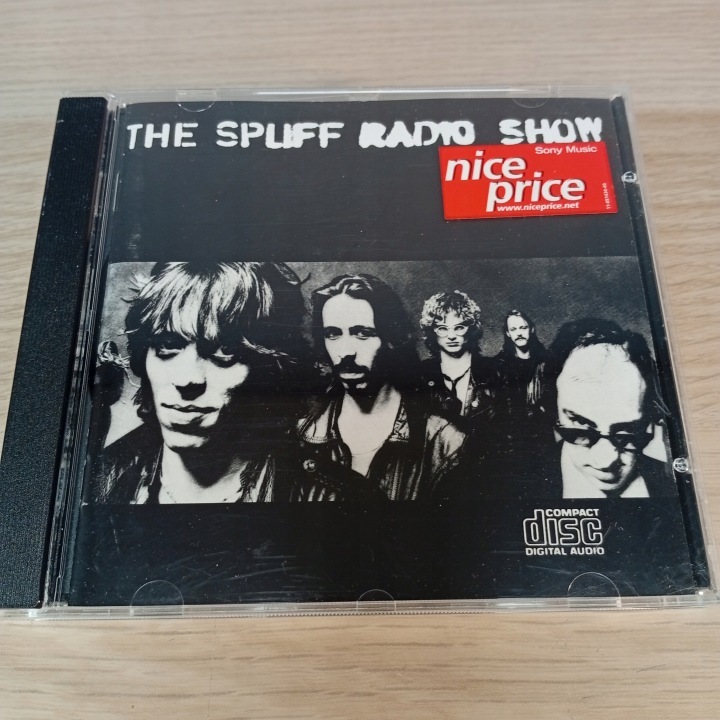 THE SPLIFF RADIO SHOW
Sony Music
nice
price
www.niceprice.net
COMPACT
disc
DIGITAL AUDIO